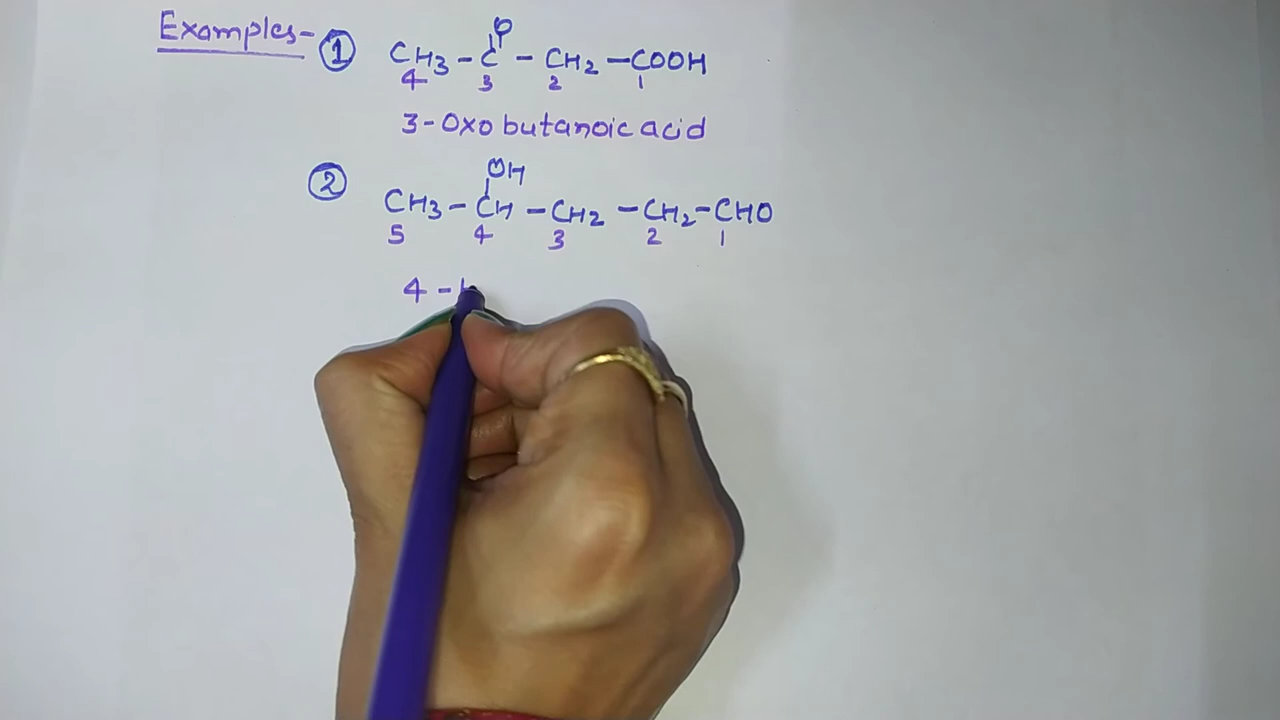 Examples- ① CH3 - C - CH2 - COOH
O
4 3 2 1
3-Oxo butanoic acid
OH
② CH3 - CH - CH2 - CH2 - CHO
5 4 3 2 1
4 -